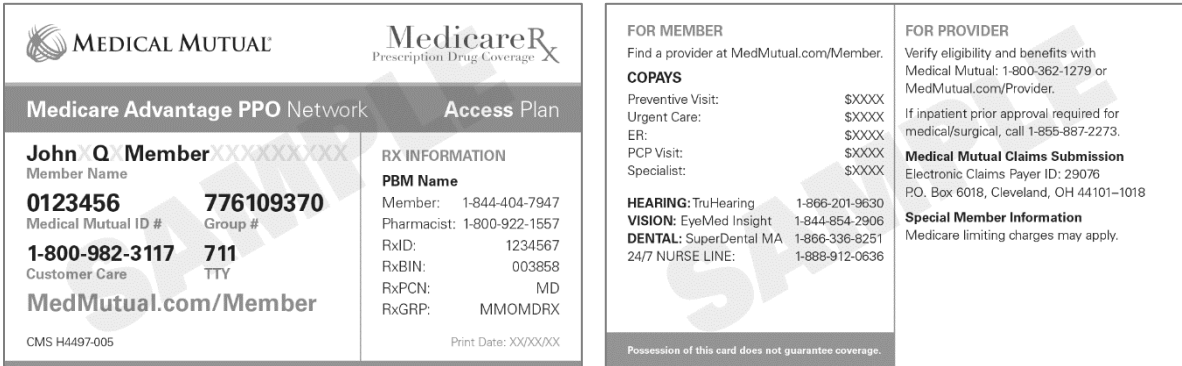 MEDICAL MUTUAL®
MedicareRx
Prescription Drug Coverage
Medicare Advantage PPO Network
Access Plan
JohnXQXMemberXXXXXXXXX
Member Name
0123456 776109370
Medical Mutual ID # Group #
1-800-982-3117 711
Customer Care TTY
MedMutual.com/Member
CMS H4497-005
RX INFORMATION
PBM Name
Member: 1-844-404-7947
Pharmacist: 1-800-922-1557
RxID: 1234567
RxBIN: 003858
RxPCN: MD
RxGRP: MMOMDRX
Print Date: XX/XX/XX
SAMPLE
FOR MEMBER
Find a provider at MedMutual.com/Member.
COPAYS
Preventive Visit: $XXXX
Urgent Care: $XXXX
ER: $XXXX
PCP Visit: $XXXX
Specialist: $XXXX
HEARING: TruHearing 1-866-201-9630
VISION: EyeMed Insight 1-844-854-2906
DENTAL: SuperDental MA 1-866-336-8251
24/7 NURSE LINE: 1-888-912-0636
Possession of this card does not guarantee coverage.
FOR PROVIDER
Verify eligibility and benefits with
Medical Mutual: 1-800-362-1279 or
MedMutual.com/Provider.
If inpatient prior approval required for
medical/surgical, call 1-855-887-2273.
Medical Mutual Claims Submission
Electronic Claims Payer ID: 29076
P.O. Box 6018, Cleveland, OH 44101–1018
Special Member Information
Medicare limiting charges may apply.
SAMPLE